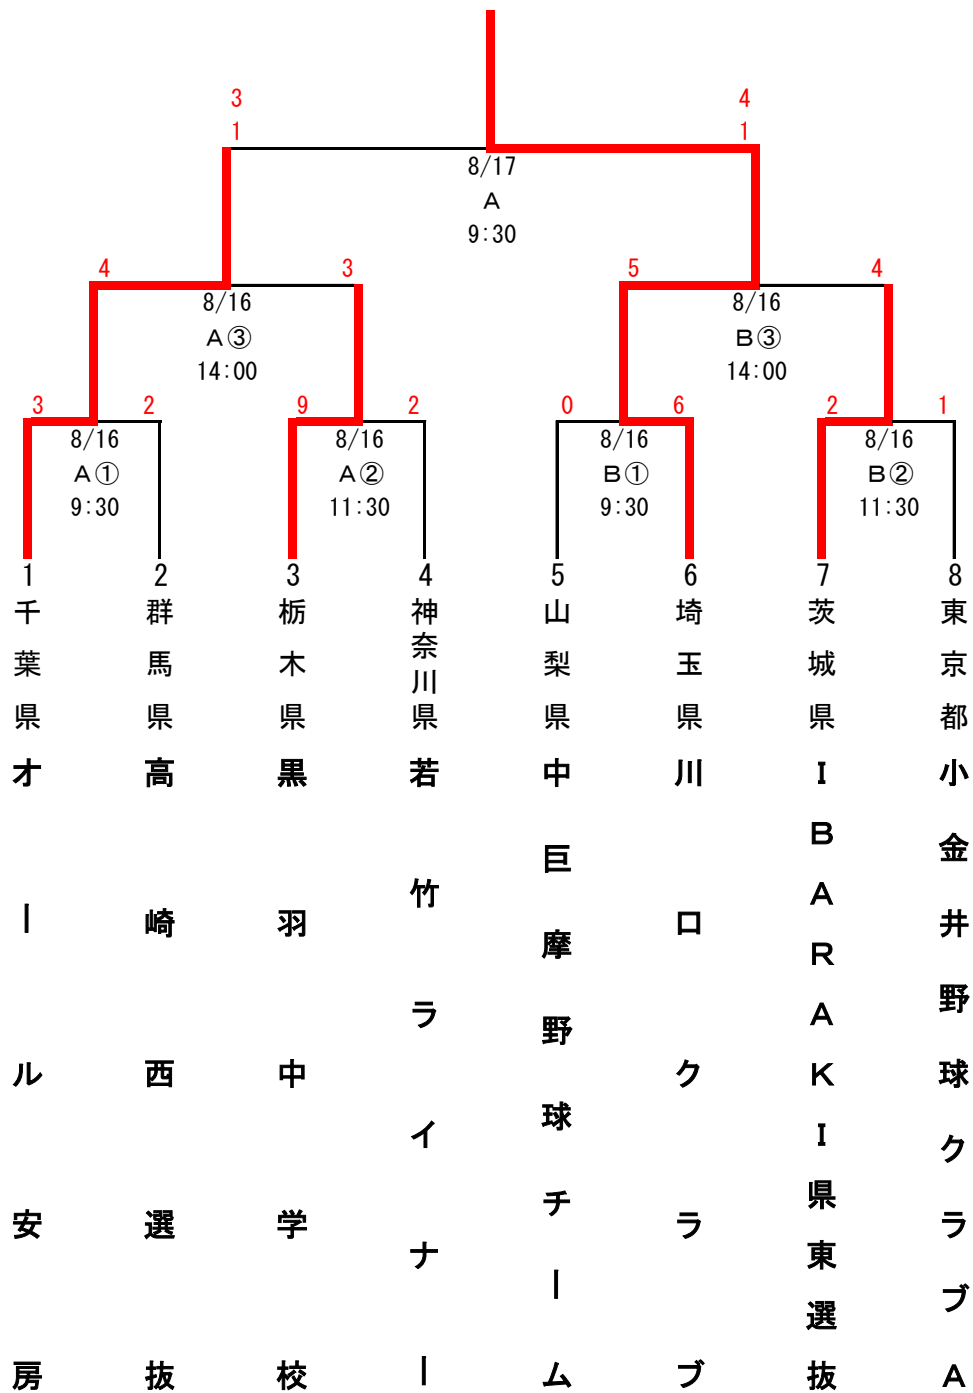 3 4
1 1
8/17
A
9:30
4 3 5 4
8/16 8/16
A③ B③
14:00 14:00
3 2 9 2 0 6 2 1
8/16 8/16 8/16 8/16
A① A② B① B②
9:30 11:30 9:30 11:30
1 2 3 4 5 6 7 8
千葉県
オール安房
群馬県
高崎西選抜
栃木県
黒羽中学校
神奈川県
若竹ライナー
山梨県
中巨摩野球チーム
埼玉県
川口クラブ
茨城県
IBARAKI県東選抜
東京都
小金井野球クラブA